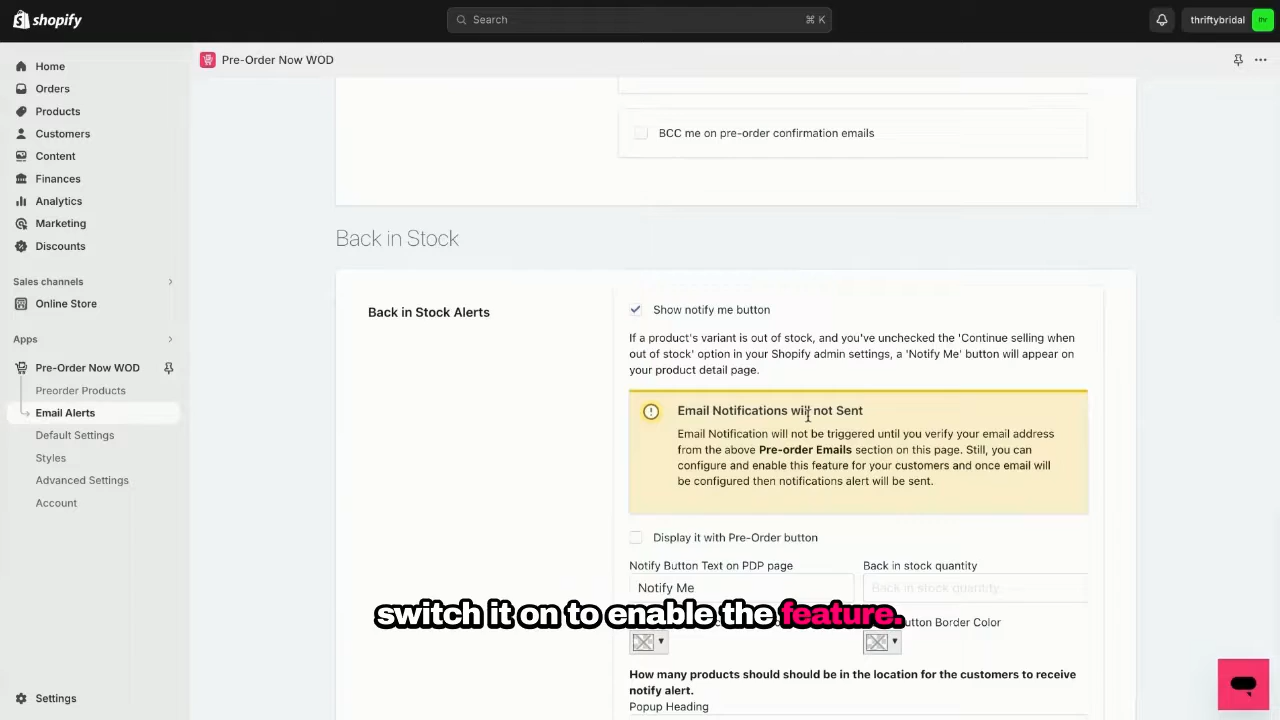 shopify
Search
⌘ K
thriftybridal
Home
Orders
Products
Customers
Content
Finances
Analytics
Marketing
Discounts
Sales channels
Online Store
Apps
Pre-Order Now WOD
Preorder Products
Email Alerts
Default Settings
Styles
Advanced Settings
Account
Settings
Pre-Order Now WOD
BCC me on pre-order confirmation emails
Back in Stock
Back in Stock Alerts
Show notify me button
If a product's variant is out of stock, and you've unchecked the 'Continue selling when
out of stock' option in your Shopify admin settings, a 'Notify Me' button will appear on
your product detail page.
Email Notifications will not Sent
Email Notification will not be triggered until you verify your email address
from the above Pre-order Emails section on this page. Still, you can
configure and enable this feature for your customers and once email will
be configured then notifications alert will be sent.
Display it with Pre-Order button
Notify Button Text on PDP page
Back in stock quantity
Notify Me
Back in stock quantity
switch it on to enable the feature.
Button Border Color
How many products should should be in the location for the customers to receive
notify alert.
Popup Heading